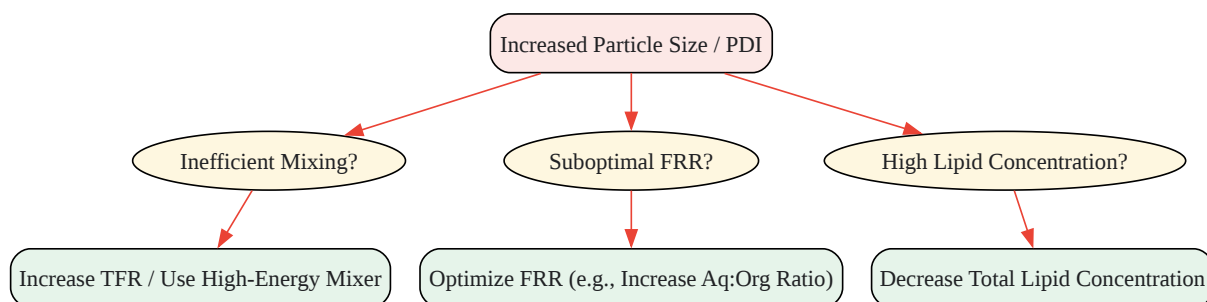 Increased Particle Size / PDI
Inefficient Mixing?
Suboptimal FRR?
High Lipid Concentration?
Increase TFR / Use High-Energy Mixer
Optimize FRR (e.g., Increase Aq:Org Ratio)
Decrease Total Lipid Concentration